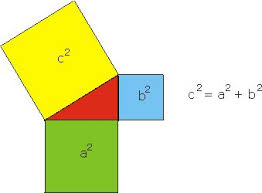 c²
b²
c² = a² + b²
a²